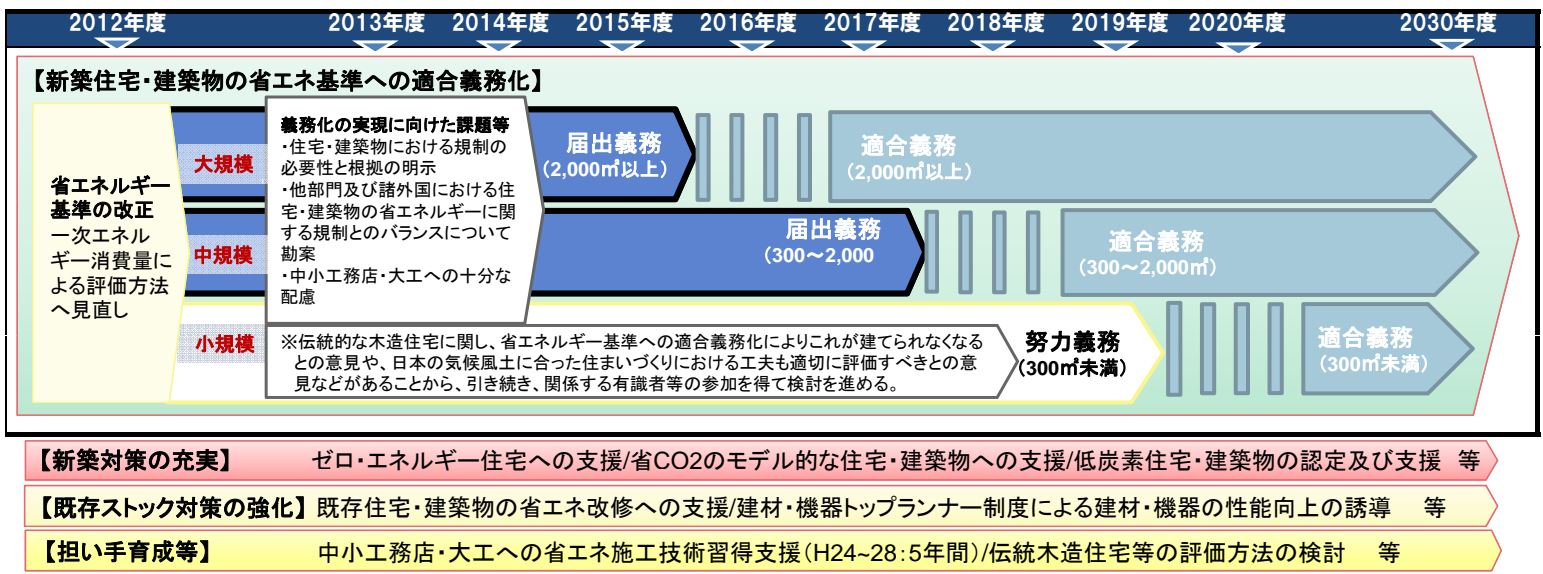 2012年度 2013年度 2014年度 2015年度 2016年度 2017年度 2018年度 2019年度 2020年度 2030年度
【新築住宅・建築物の省エネ基準への適合義務化】
省エネルギー
基準の改正
一次エネル
ギー消費量に
よる評価方法
へ見直し
大規模
中規模
小規模
義務化の実現に向けた課題等
・住宅・建築物における規制の
必要性と根拠の明示
・他部門及び諸外国における住
宅・建築物の省エネルギーに関
する規制とのバランスについて
勘案
・中小工務店・大工への十分な
配慮
届出義務
(2,000㎡以上)
適合義務
(2,000㎡以上)
届出義務
(300～2,000
適合義務
(300～2,000㎡)
※伝統的な木造住宅に関し、省エネルギー基準への適合義務化によりこれが建てられなくなる
との意見や、日本の気候風土に合った住まいづくりにおける工夫も適切に評価すべきとの意
見などがあることから、引き続き、関係する有識者等の参加を得て検討を進める。
努力義務
(300㎡未満)
適合義務
(300㎡未満)
【新築対策の充実】 ゼロ・エネルギー住宅への支援/省CO2のモデル的な住宅・建築物への支援/低炭素住宅・建築物の認定及び支援 等
【既存ストック対策の強化】 既存住宅・建築物の省エネ改修への支援/建材・機器トップランナー制度による建材・機器の性能向上の誘導 等
【担い手育成等】 中小工務店・大工への省エネ施工技術習得支援(H24~28:5年間)/伝統木造住宅等の評価方法の検討 等